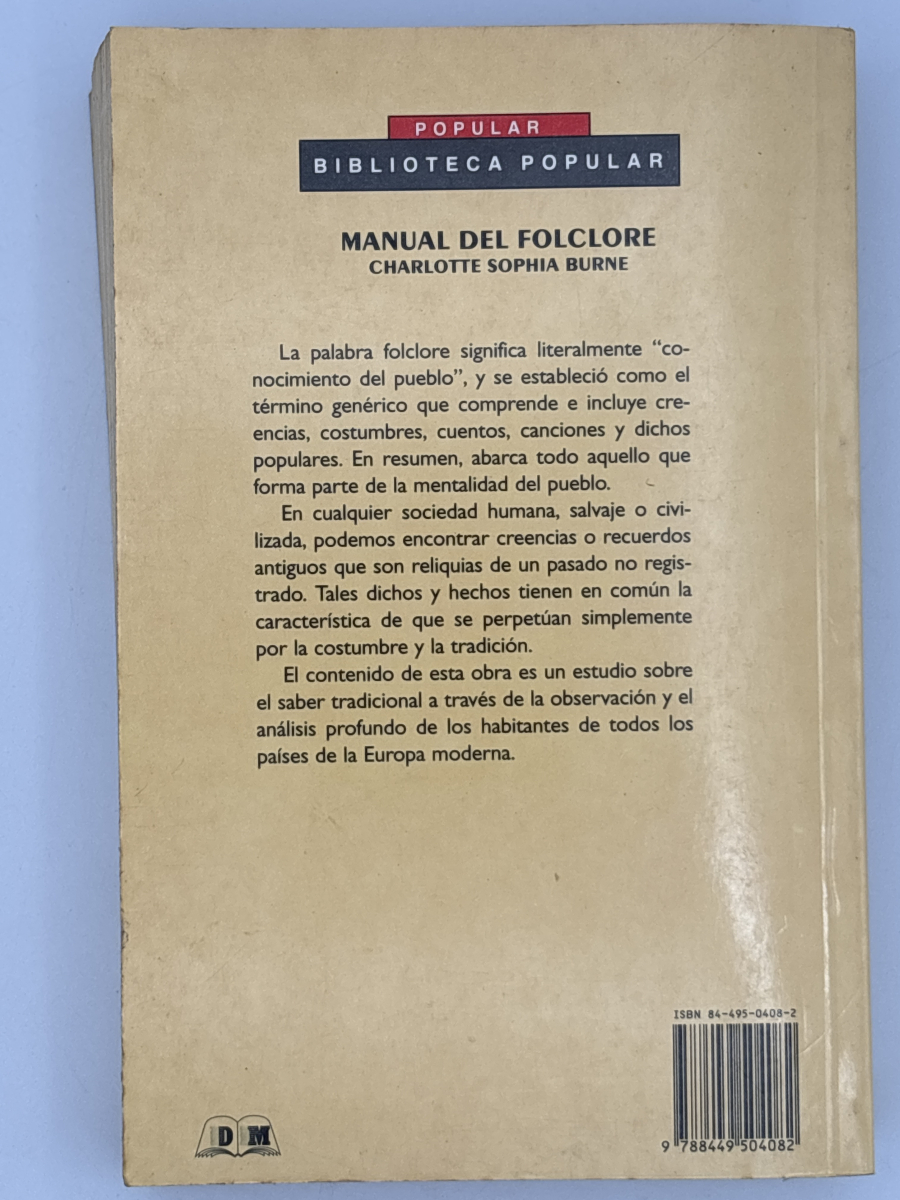 POPULAR
BIBLIOTECA POPULAR
MANUAL DEL FOLCLORE
CHARLOTTE SOPHIA BURNE
La palabra folclore significa literalmente “co-
nocimiento del pueblo”, y se estableció como el
término genérico que comprende e incluye cre-
encias, costumbres, cuentos, canciones y dichos
populares. En resumen, abarca todo aquello que
forma parte de la mentalidad del pueblo.
En cualquier sociedad humana, salvaje o civi-
lizada, podemos encontrar creencias o recuerdos
antiguos que son reliquias de un pasado no regis-
trado. Tales dichos y hechos tienen en común la
característica de que se perpetúan simplemente
por la costumbre y la tradición.
El contenido de esta obra es un estudio sobre
el saber tradicional a través de la observación y el
análisis profundo de los habitantes de todos los
países de la Europa moderna.
ISBN 84-495-0408-2
9 788449 504082
D M